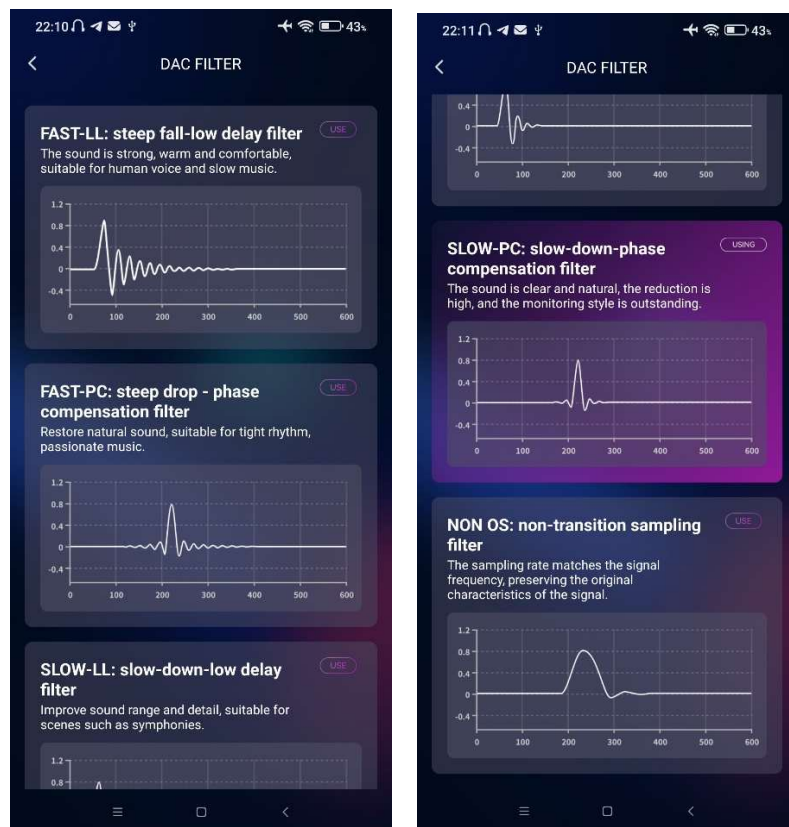 22:10
43%
DAC FILTER
FAST-LL: steep fall-low delay filter
USE
The sound is strong, warm and comfortable,
suitable for human voice and slow music.
1.2
0.8
0.4
0
-0.4
0 100 200 300 400 500 600
FAST-PC: steep drop - phase
compensation filter
USE
Restore natural sound, suitable for tight rhythm,
passionate music.
1.2
0.8
0.4
0
-0.4
0 100 200 300 400 500 600
SLOW-LL: slow-down-low delay
filter
USE
Improve sound range and detail, suitable for
scenes such as symphonies.
1.2
0.8
22:11
43%
DAC FILTER
0.4
0
-0.4
0 100 200 300 400 500 600
SLOW-PC: slow-down-phase
compensation filter
USING
The sound is clear and natural, the reduction is
high, and the monitoring style is outstanding.
1.2
0.8
0.4
0
-0.4
0 100 200 300 400 500 600
NON OS: non-transition sampling
filter
USE
The sampling rate matches the signal
frequency, preserving the original
characteristics of the signal.
1.2
0.8
0.4
0
-0.4
0 100 200 300 400 500 600